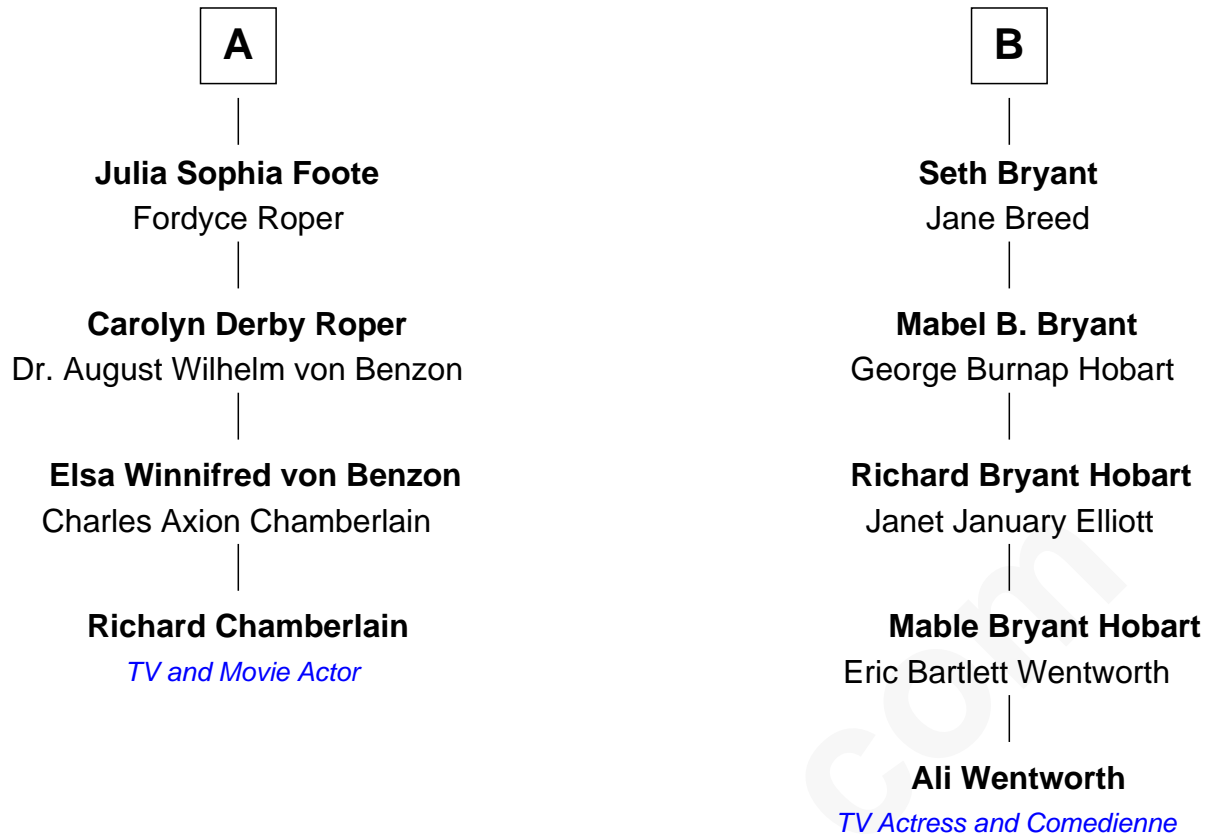 A
Julia Sophia Foote
Fordyce Roper
Carolyn Derby Roper
Dr. August Wilhelm von Benzon
Elsa Winnifred von Benzon
Charles Axion Chamberlain
Richard Chamberlain
TV and Movie Actor
B
Seth Bryant
Jane Breed
Mabel B. Bryant
George Burnap Hobart
Richard Bryant Hobart
Janet January Elliott
Mable Bryant Hobart
Eric Bartlett Wentworth
Ali Wentworth
TV Actress and Comedienne
com